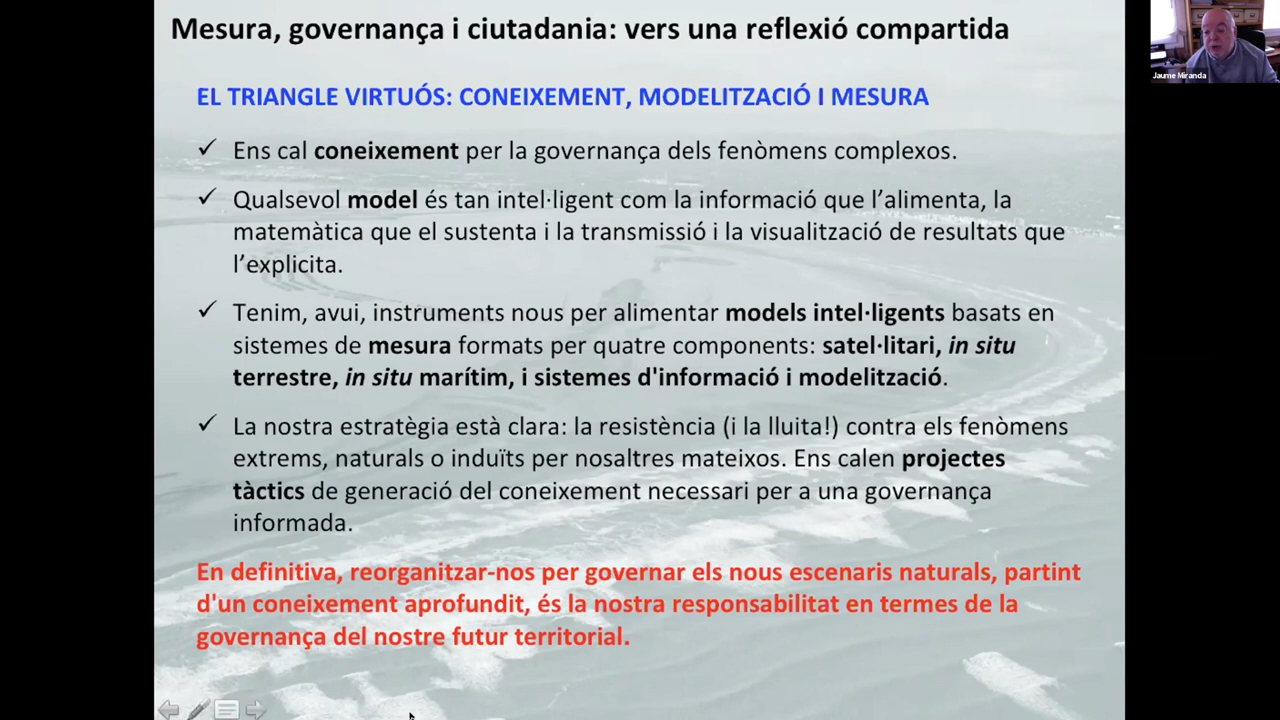 Mesura, governança i ciutadania: vers una reflexió compartida
Jaume Miranda
EL TRIANGLE VIRTUÓS: CONEIXEMENT, MODELITZACIÓ I MESURA
✓ Ens cal coneixement per la governança dels fenòmens complexos.
✓ Qualsevol model és tan intel·ligent com la informació que l’alimenta, la
matemàtica que el sustenta i la transmissió i la visualització de resultats que
l’explicita.
✓ Tenim, avui, instruments nous per alimentar models intel·ligents basats en
sistemes de mesura formats per quatre components: satel·litari, in situ
terrestre, in situ marítim, i sistemes d'informació i modelització.
✓ La nostra estratègia està clara: la resistència (i la lluita!) contra els fenòmens
extrems, naturals o induïts per nosaltres mateixos. Ens calen projectes
tàctics de generació del coneixement necessari per a una governança
informada.
En definitiva, reorganitzar-nos per governar els nous escenaris naturals, partint
d'un coneixement aprofundit, és la nostra responsabilitat en termes de la
governança del nostre futur territorial.